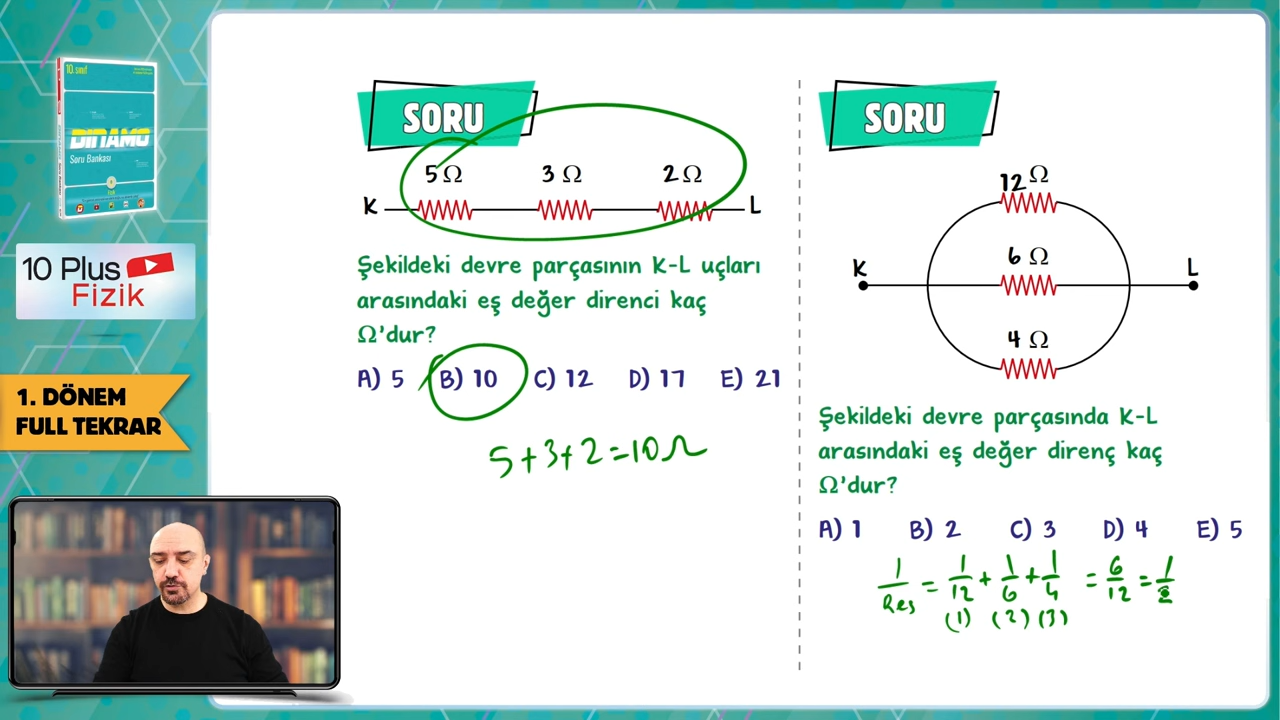 10. Sınıf
DINAMO
Soru Bankası
10 Plus
Fizik
1. DÖNEM
FULL TEKRAR
SORU
5 Ω 3 Ω 2 Ω
K L
Şekildeki devre parçasının K-L uçları
arasındaki eş değer direnci kaç
Ω'dur?
A) 5 B) 10 C) 12 D) 17 E) 21
5+3+2=10Ω
SORU
12 Ω
6 Ω
K L
4 Ω
Şekildeki devre parçasında K-L
arasındaki eş değer direnç kaç
Ω'dur?
A) 1 B) 2 C) 3 D) 4 E) 5
1/Reş = 1/12 + 1/6 + 1/4 = 6/12 = 1/2
(1) (2) (3)